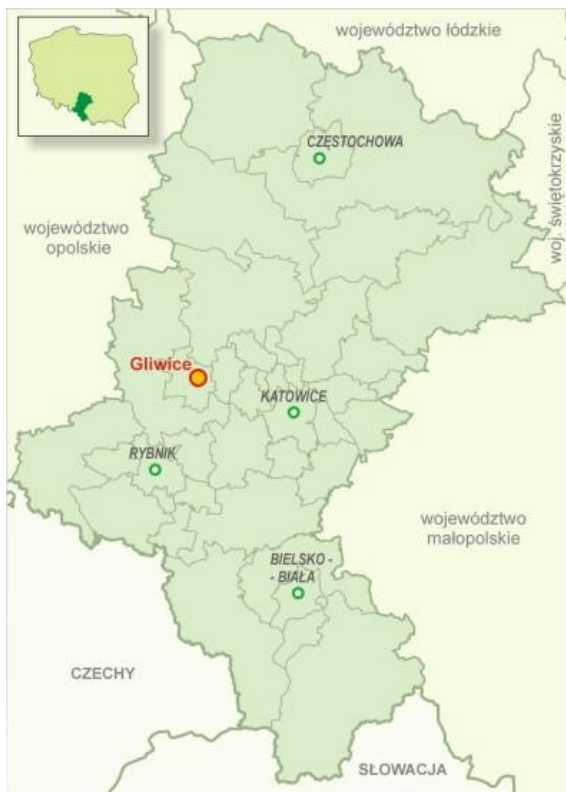 województwo łódzkie
CZĘSTOCHOWA
woj. świętokrzyskie
województwo
opolskie
Gliwice
KATOWICE
RYBNIK
województwo
małopolskie
BIELSKO -
- BIAŁA
CZECHY
SŁOWACJA